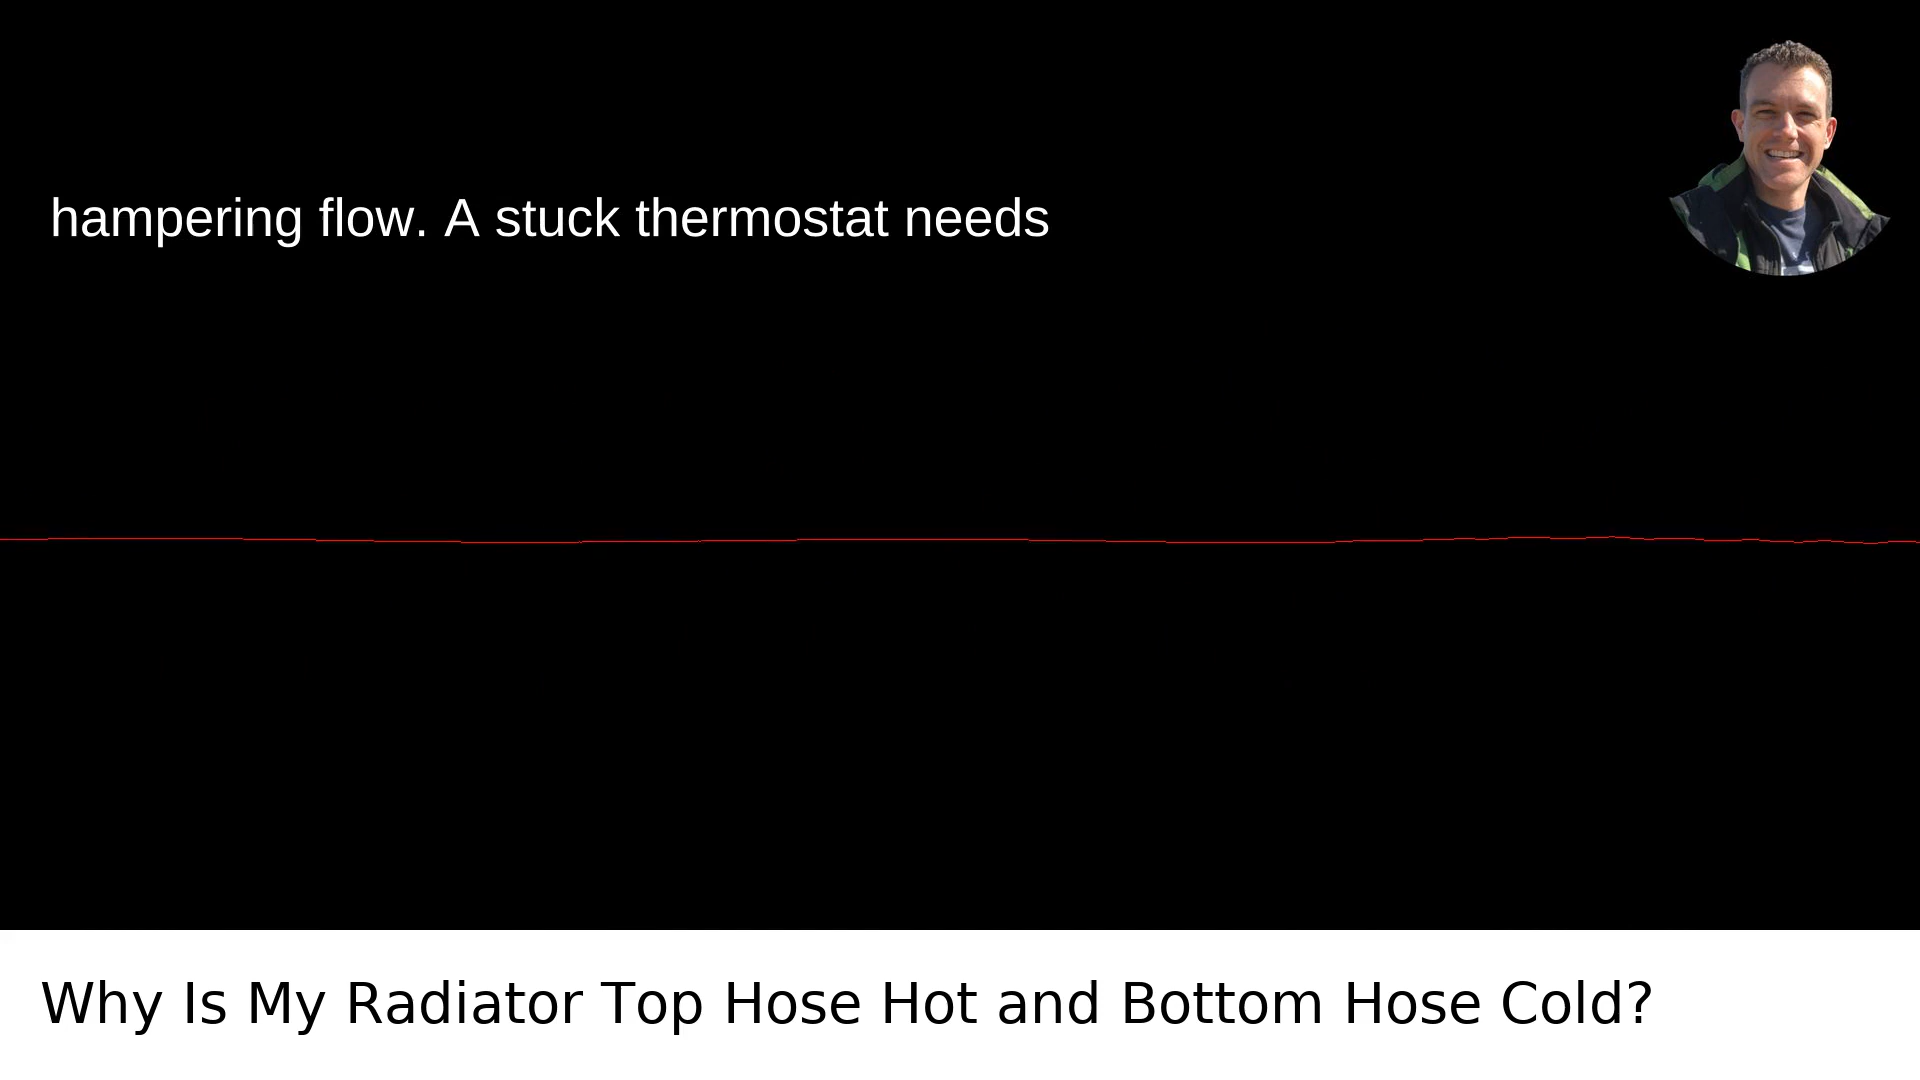 hampering flow. A stuck thermostat needs
Why Is My Radiator Top Hose Hot and Bottom Hose Cold?